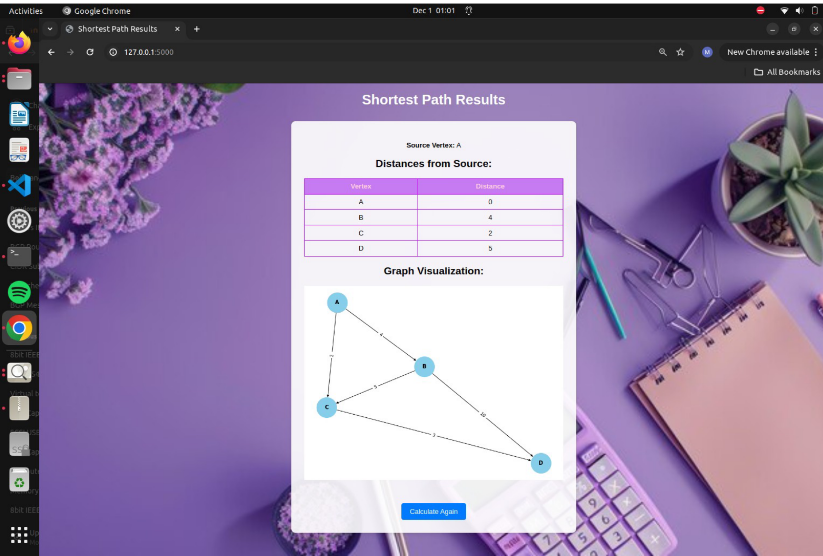 Activities Google Chrome Dec 1 01:01
Shortest Path Results
127.0.0.1:5000 M New Chrome available
All Bookmarks
Shortest Path Results
Source Vertex: A
Distances from Source:
Vertex Distance
A 0
B 4
C 2
D 5
Graph Visualization:
A
4
2
B
5
C
10
3
D
Calculate Again